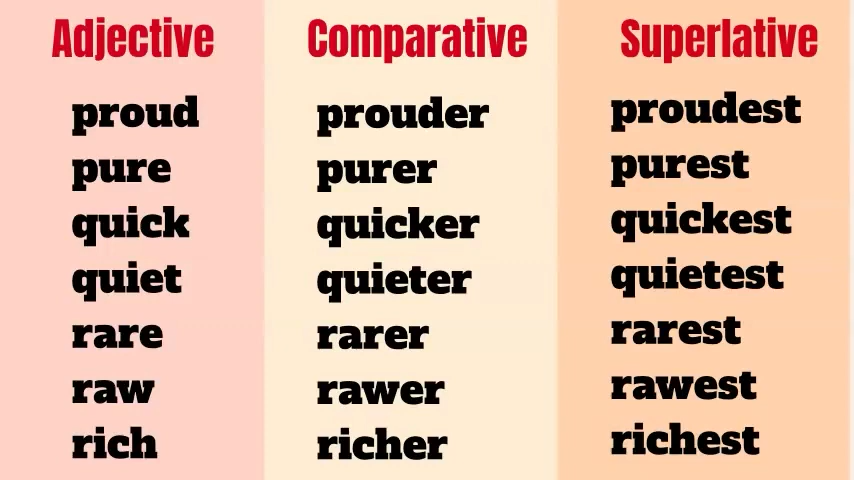 Adjective Comparative Superlative
proud prouder proudest
pure purer purest
quick quicker quickest
quiet quieter quietest
rare rarer rarest
raw rawer rawest
rich richer richest